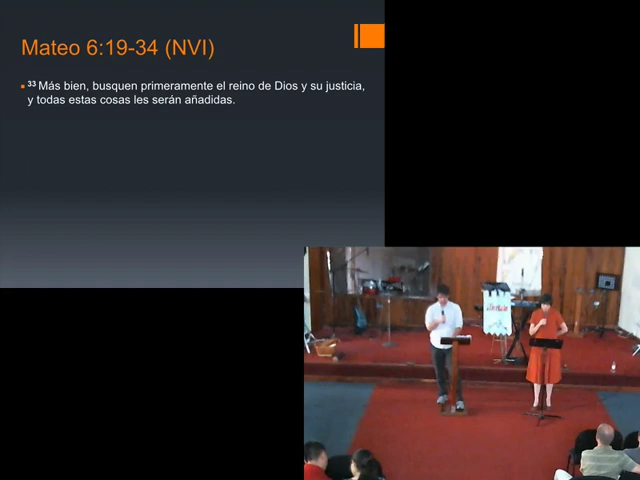 Mateo 6:19-34 (NVI)
33 Más bien, busquen primeramente el reino de Dios y su justicia,
y todas estas cosas les serán añadidas.